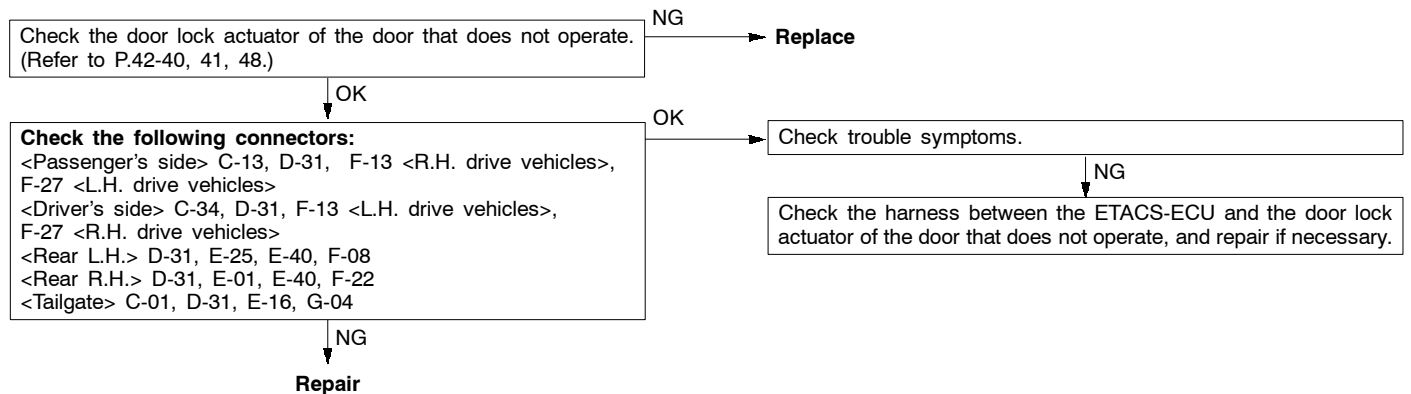 Check the door lock actuator of the door that does not operate.
(Refer to P.42-40, 41, 48.)
NG
Replace
OK
Check the following connectors:
<Passenger's side> C-13, D-31, F-13 <R.H. drive vehicles>,
F-27 <L.H. drive vehicles>
<Driver's side> C-34, D-31, F-13 <L.H. drive vehicles>,
F-27 <R.H. drive vehicles>
<Rear L.H.> D-31, E-25, E-40, F-08
<Rear R.H.> D-31, E-01, E-40, F-22
<Tailgate> C-01, D-31, E-16, G-04
OK
Check trouble symptoms.
NG
Check the harness between the ETACS-ECU and the door lock
actuator of the door that does not operate, and repair if necessary.
NG
Repair